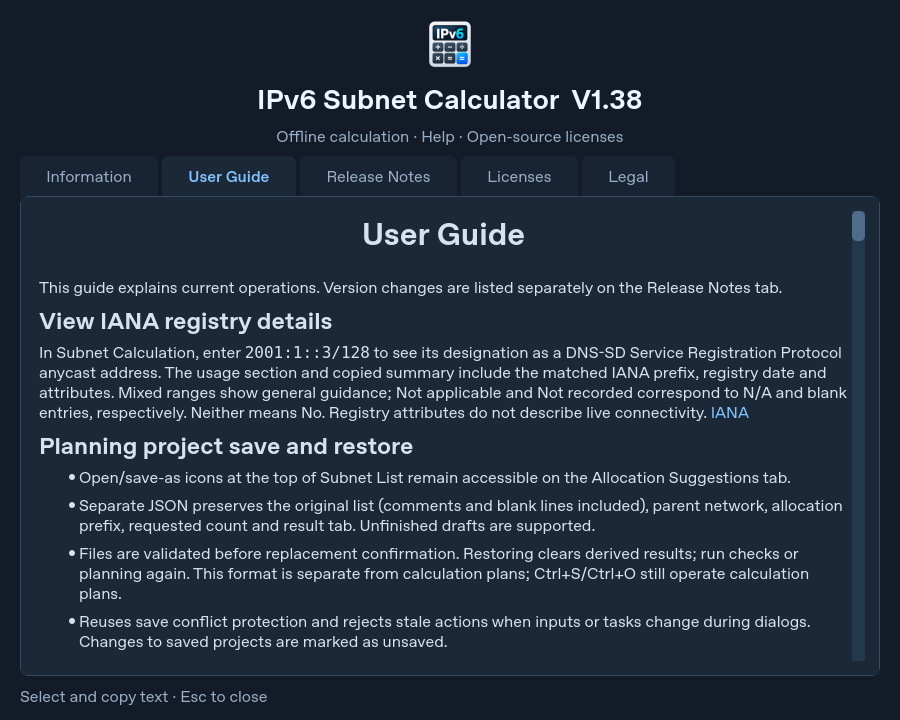 IPv6
IPv6 Subnet Calculator V1.38
Offline calculation · Help · Open-source licenses
Information
User Guide
Release Notes
Licenses
Legal
User Guide
This guide explains current operations. Version changes are listed separately on the Release Notes tab.
View IANA registry details
In Subnet Calculation, enter 2001:1::3/128 to see its designation as a DNS-SD Service Registration Protocol
anycast address. The usage section and copied summary include the matched IANA prefix, registry date and
attributes. Mixed ranges show general guidance; Not applicable and Not recorded correspond to N/A and blank
entries, respectively. Neither means No. Registry attributes do not describe live connectivity. IANA
Planning project save and restore
• Open/save-as icons at the top of Subnet List remain accessible on the Allocation Suggestions tab.
• Separate JSON preserves the original list (comments and blank lines included), parent network, allocation
prefix, requested count and result tab. Unfinished drafts are supported.
• Files are validated before replacement confirmation. Restoring clears derived results; run checks or
planning again. This format is separate from calculation plans; Ctrl+S/Ctrl+O still operate calculation
plans.
• Reuses save conflict protection and rejects stale actions when inputs or tasks change during dialogs.
Changes to saved projects are marked as unsaved.
Select and copy text · Esc to close